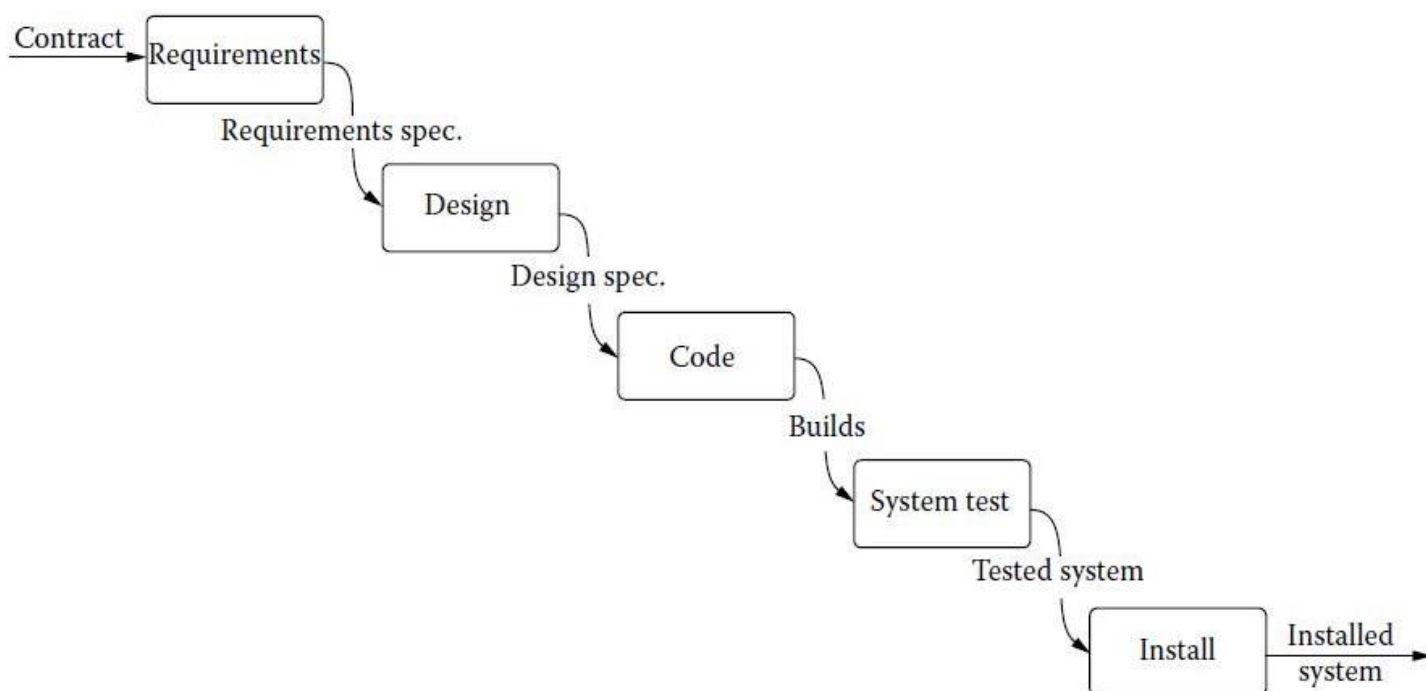 Contract
Requirements
Requirements spec.
Design
Design spec.
Code
Builds
System test
Tested system
Install
Installed
system